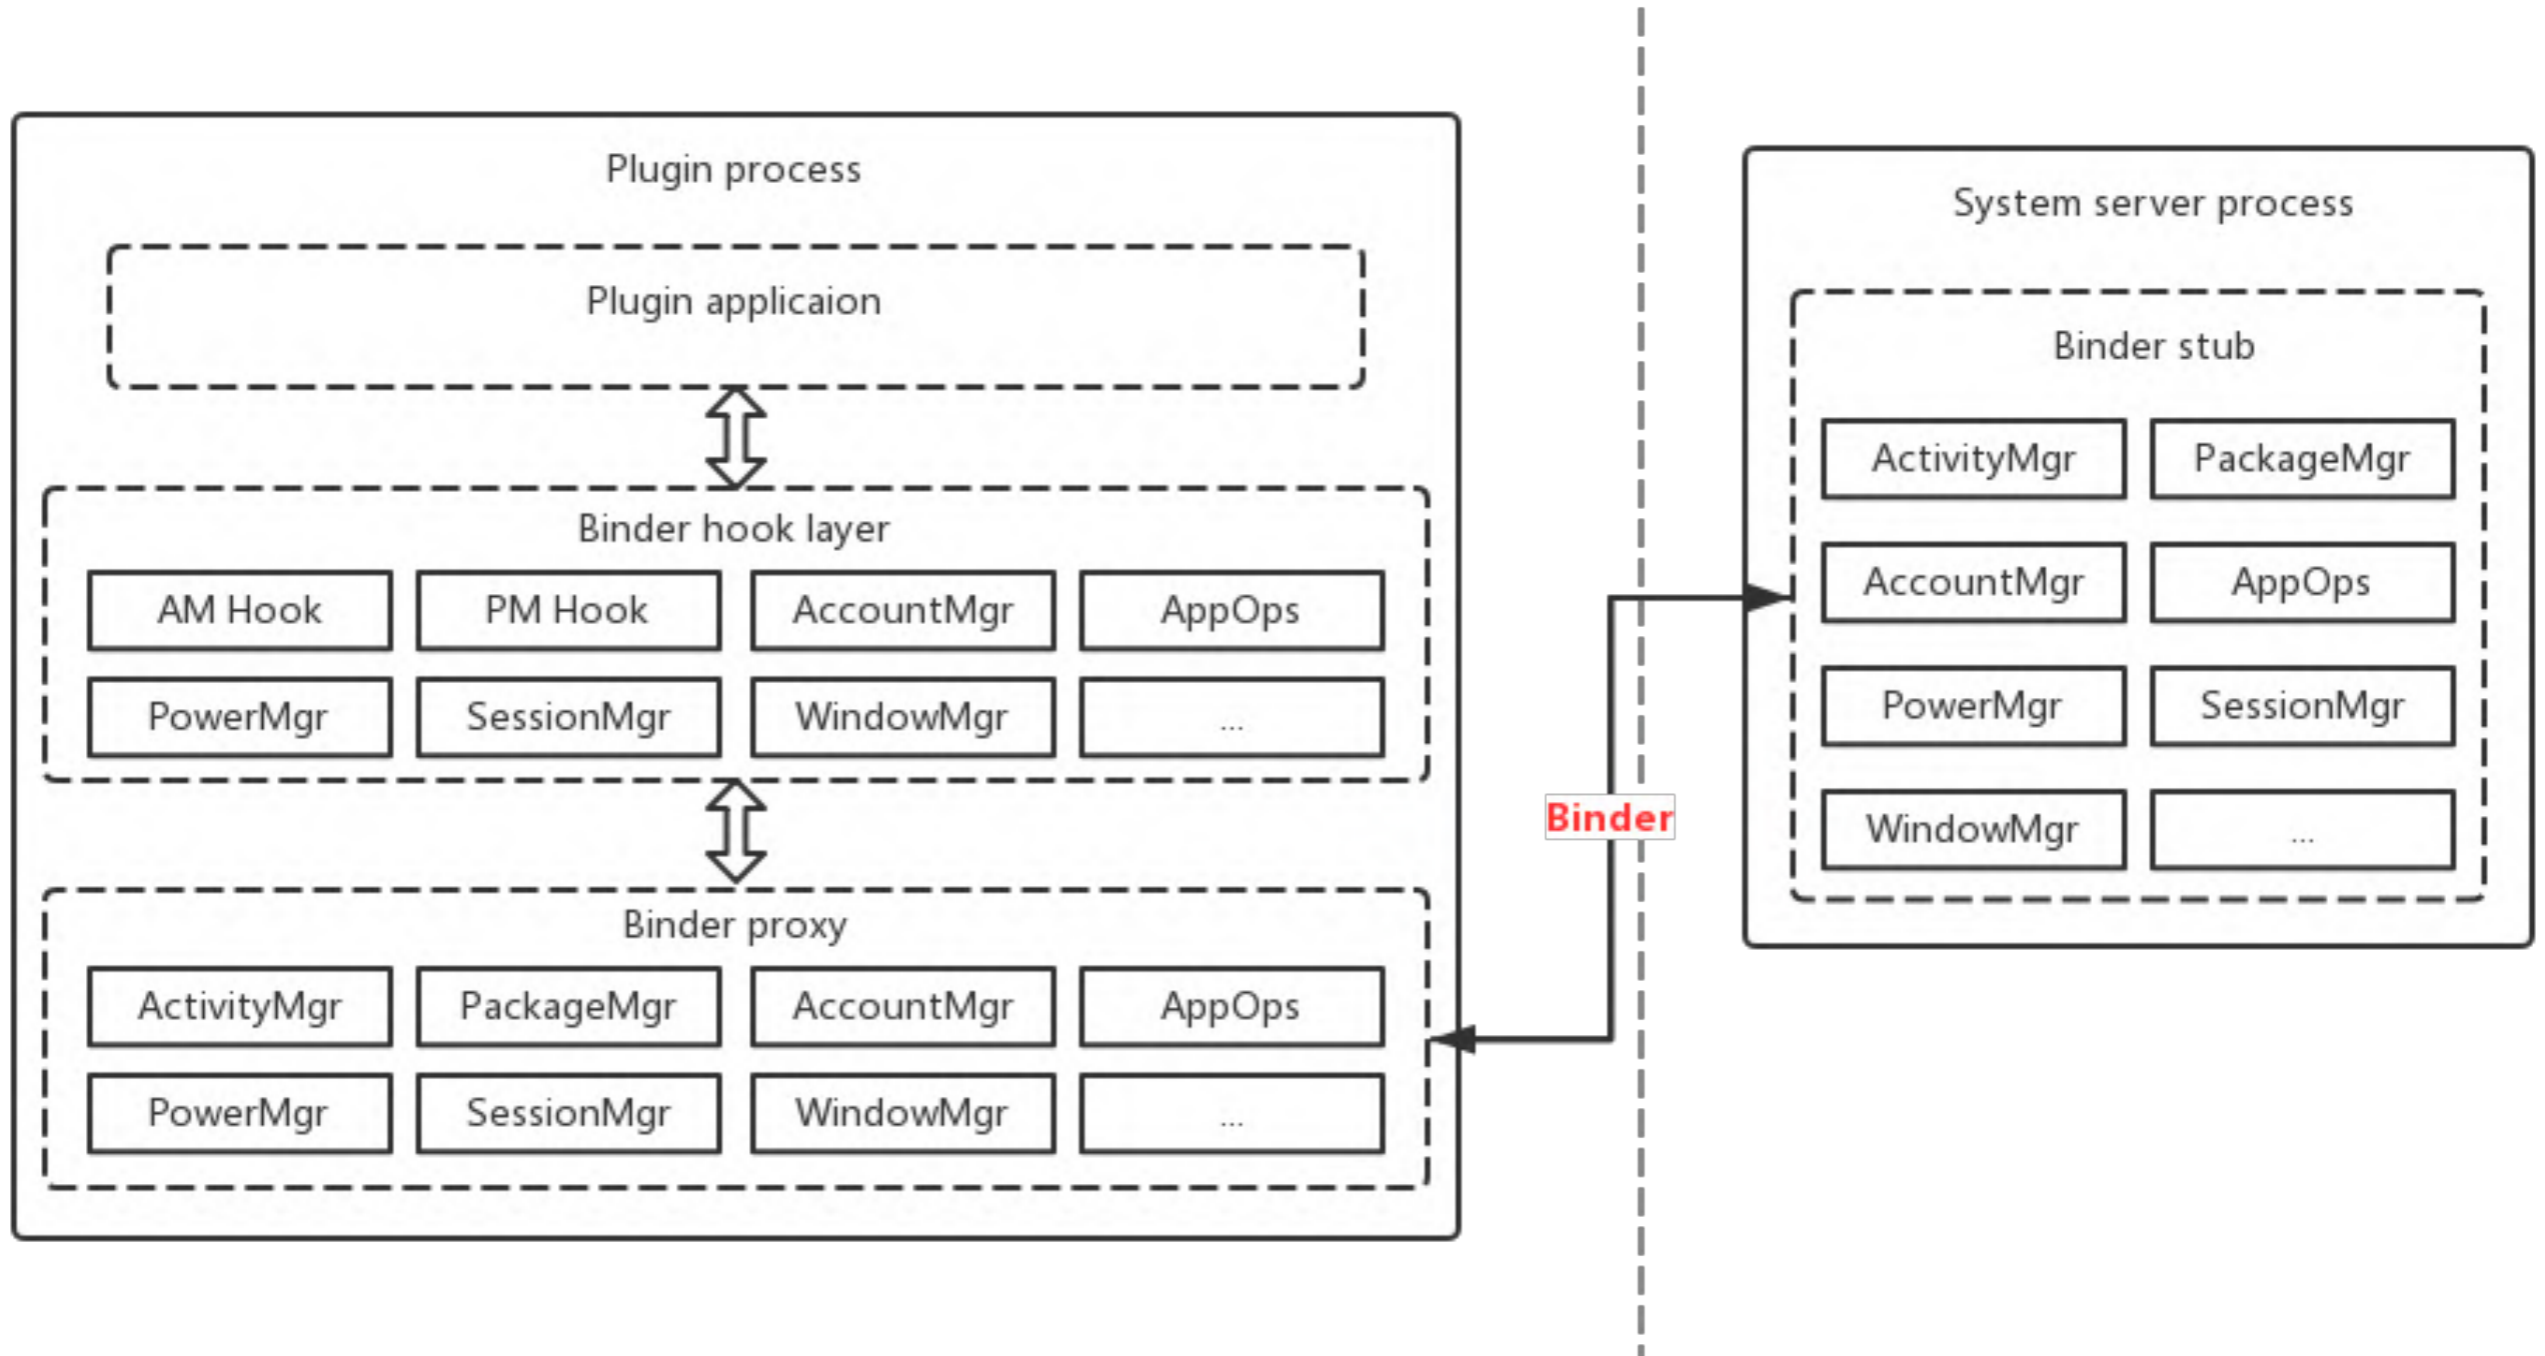 Plugin process
Plugin applicaion
Binder hook layer
AM Hook
PM Hook
AccountMgr
AppOps
PowerMgr
SessionMgr
WindowMgr
...
Binder proxy
ActivityMgr
PackageMgr
AccountMgr
AppOps
PowerMgr
SessionMgr
WindowMgr
...
Binder
System server process
Binder stub
ActivityMgr
PackageMgr
AccountMgr
AppOps
PowerMgr
SessionMgr
WindowMgr
...